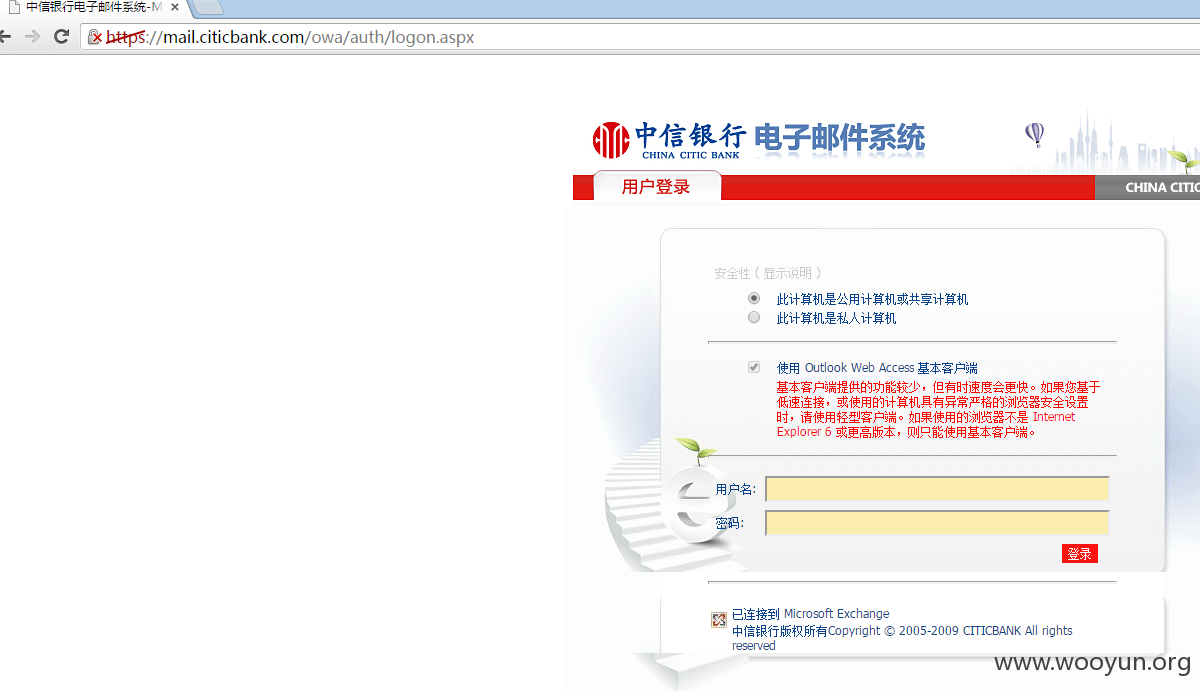 中信银行电子邮件系统-M
https://mail.citicbank.com/owa/auth/logon.aspx
中信银行 电子邮件系统
CHINA CITIC BANK
用户登录
CHINA CITIC
安全性 ( 显示说明 )
此计算机是公用计算机或共享计算机
此计算机是私人计算机
使用 Outlook Web Access 基本客户端
基本客户端提供的功能较少，但有时速度会更快。如果您基于
低速连接，或使用的计算机具有异常严格的浏览器安全设置
时，请使用轻型客户端。如果使用的浏览器不是 Internet
Explorer 6 或更高版本，则只能使用基本客户端。
用户名:
密码:
登录
已连接到 Microsoft Exchange
中信银行版权所有Copyright © 2005-2009 CITICBANK All rights
reserved
www.wooyun.org